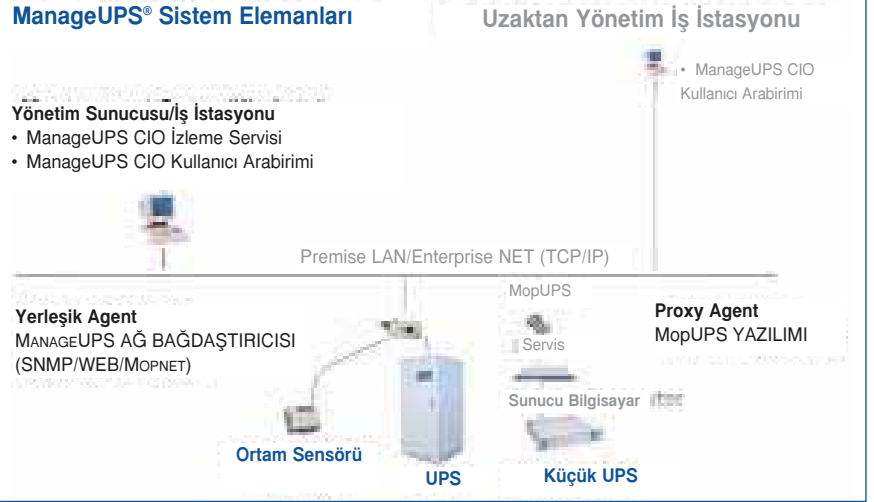 ManageUPS® Sistem Elemanları
Uzaktan Yönetim İş İstasyonu
• ManageUPS CIO
Kullanıcı Arabirimi
Yönetim Sunucusu/İş İstasyonu
• ManageUPS CIO İzleme Servisi
• ManageUPS CIO Kullanıcı Arabirimi
Premise LAN/Enterprise NET (TCP/IP)
Yerleşik Agent
MANAGEUPS AĞ BAĞDAŞTIRICISI
(SNMP/WEB/MOPNET)
MopUPS
Servis
Sunucu Bilgisayar
Proxy Agent
MopUPS YAZILIMI
Ortam Sensörü
UPS
Küçük UPS